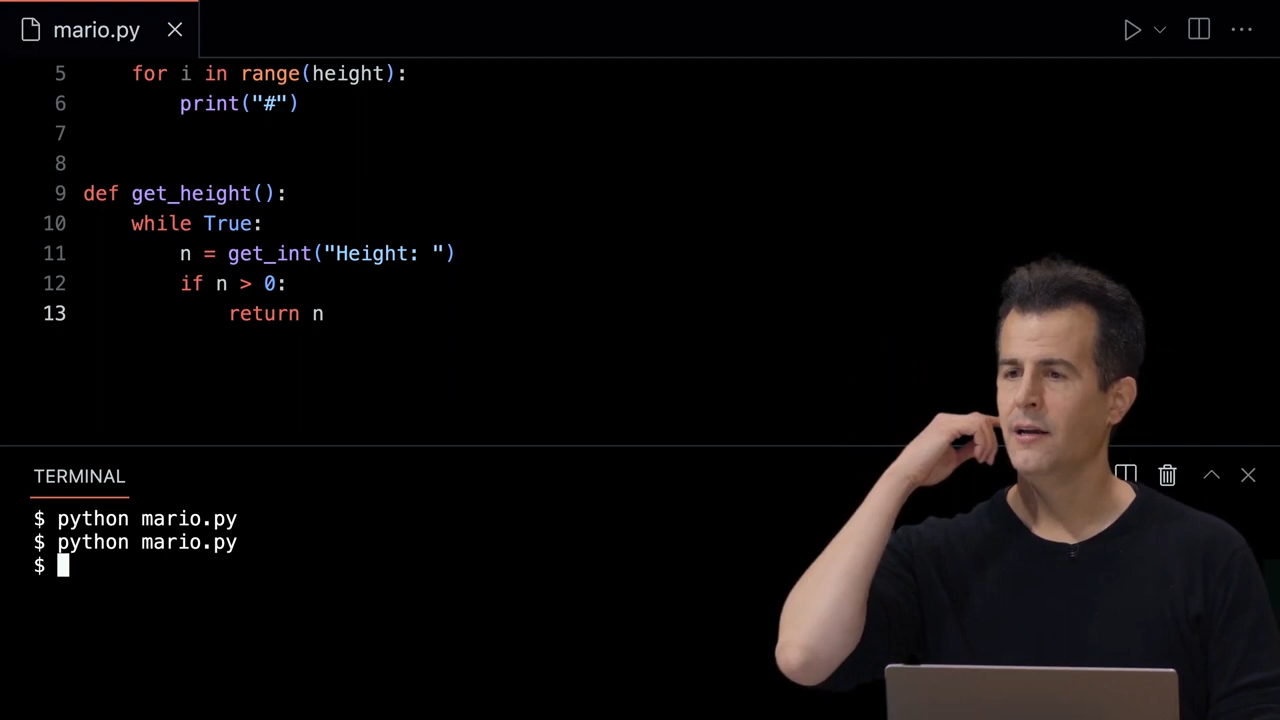 mario.py
5 for i in range(height):
6 print("#")
7
8
9 def get_height():
10 while True:
11 n = get_int("Height: ")
12 if n > 0:
13 return n
TERMINAL
$ python mario.py
$ python mario.py
$